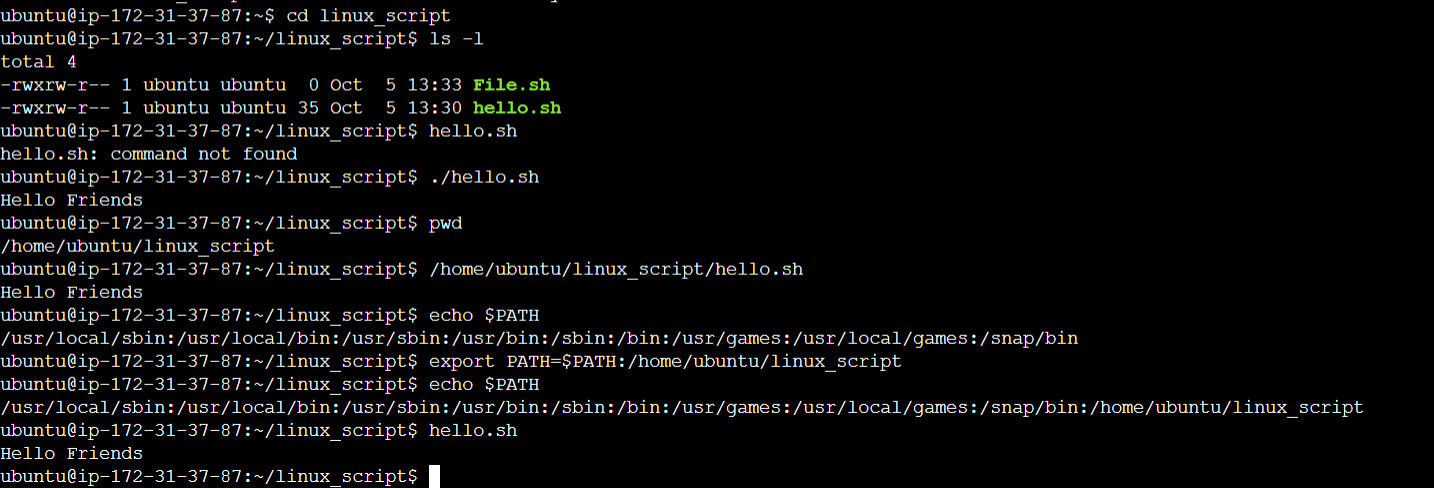 ubuntu@ip-172-31-37-87:~$ cd linux_script
ubuntu@ip-172-31-37-87:~/linux_script$ ls -l
total 4
-rwxrw-r-- 1 ubuntu ubuntu  0 Oct  5 13:33 File.sh
-rwxrw-r-- 1 ubuntu ubuntu 35 Oct  5 13:30 hello.sh
ubuntu@ip-172-31-37-87:~/linux_script$ hello.sh
hello.sh: command not found
ubuntu@ip-172-31-37-87:~/linux_script$ ./hello.sh
Hello Friends
ubuntu@ip-172-31-37-87:~/linux_script$ pwd
/home/ubuntu/linux_script
ubuntu@ip-172-31-37-87:~/linux_script$ /home/ubuntu/linux_script/hello.sh
Hello Friends
ubuntu@ip-172-31-37-87:~/linux_script$ echo $PATH
/usr/local/sbin:/usr/local/bin:/usr/sbin:/usr/bin:/sbin:/bin:/usr/games:/usr/local/games:/snap/bin
ubuntu@ip-172-31-37-87:~/linux_script$ export PATH=$PATH:/home/ubuntu/linux_script
ubuntu@ip-172-31-37-87:~/linux_script$ echo $PATH
/usr/local/sbin:/usr/local/bin:/usr/sbin:/usr/bin:/sbin:/bin:/usr/games:/usr/local/games:/snap/bin:/home/ubuntu/linux_script
ubuntu@ip-172-31-37-87:~/linux_script$ hello.sh
Hello Friends
ubuntu@ip-172-31-37-87:~/linux_script$